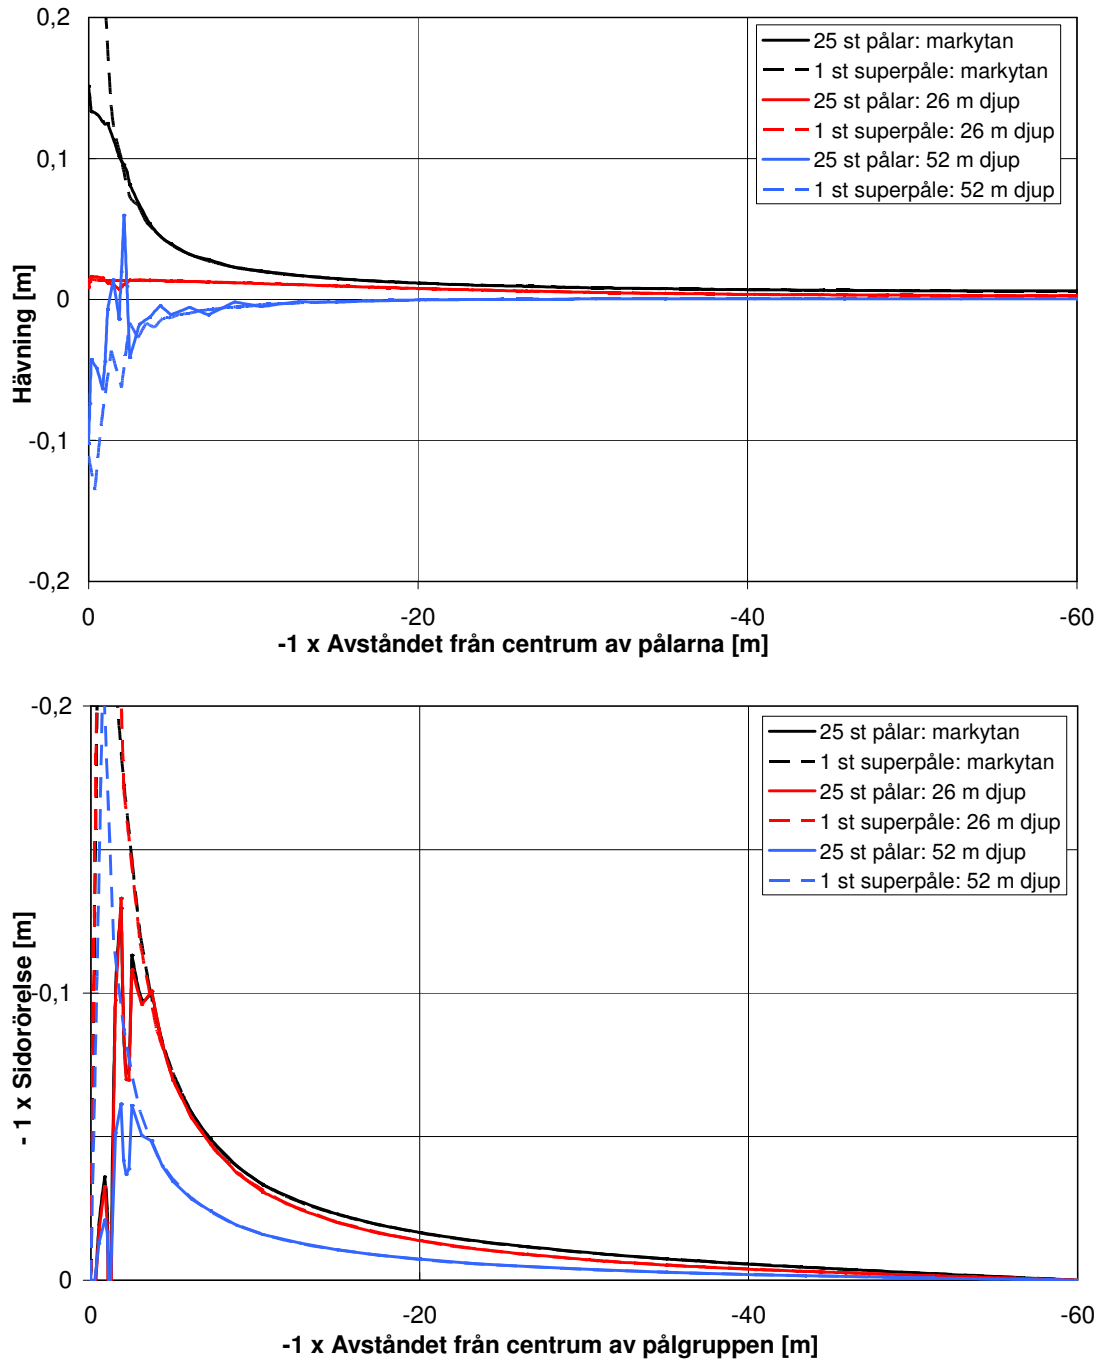 0,2
25 st pålar: markytan
1 st superpåle: markytan
25 st pålar: 26 m djup
1 st superpåle: 26 m djup
25 st pålar: 52 m djup
1 st superpåle: 52 m djup
0,1
0
-0,1
-0,2
Hävning [m]
0
-20
-40
-60
-1 x Avståndet från centrum av pålarna [m]
-0,2
25 st pålar: markytan
1 st superpåle: markytan
25 st pålar: 26 m djup
1 st superpåle: 26 m djup
25 st pålar: 52 m djup
1 st superpåle: 52 m djup
-0,1
0
- 1 x Sidorörelse [m]
0
-20
-40
-60
-1 x Avståndet från centrum av pålgruppen [m]